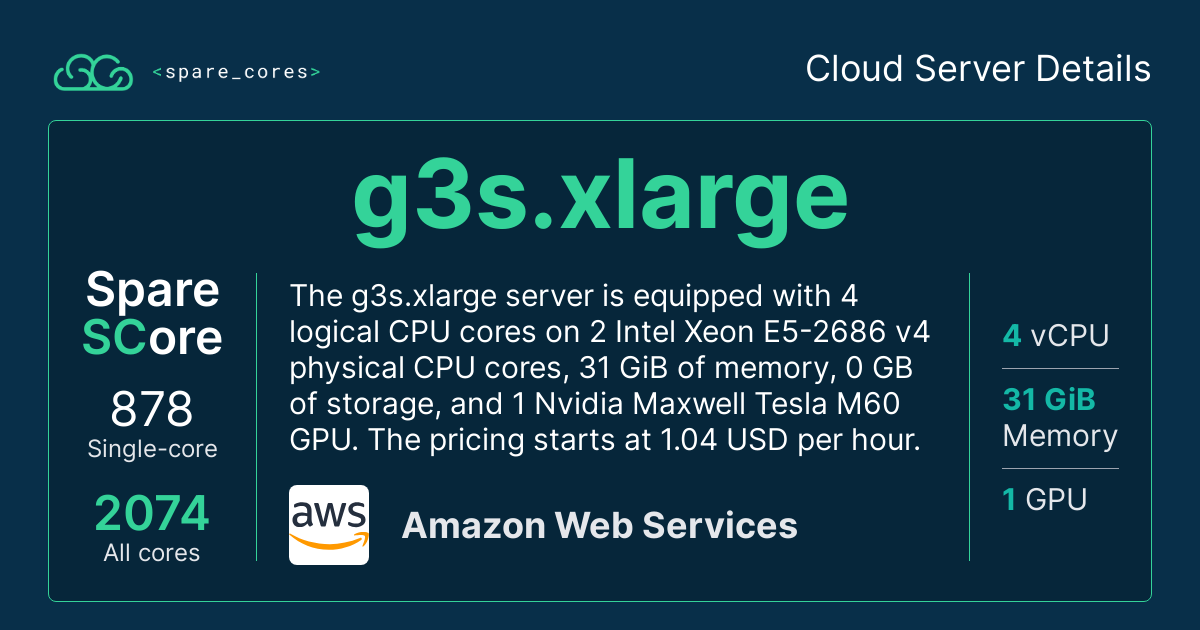 <spare_cores>
Cloud Server Details
g3s.xlarge
Spare
SCore
878
Single-core
2074
All cores
The g3s.xlarge server is equipped with 4
logical CPU cores on 2 Intel Xeon E5-2686 v4
physical CPU cores, 31 GiB of memory, 0 GB
of storage, and 1 Nvidia Maxwell Tesla M60
GPU. The pricing starts at 1.04 USD per hour.
aws
Amazon Web Services
4 vCPU
31 GiB
Memory
1 GPU